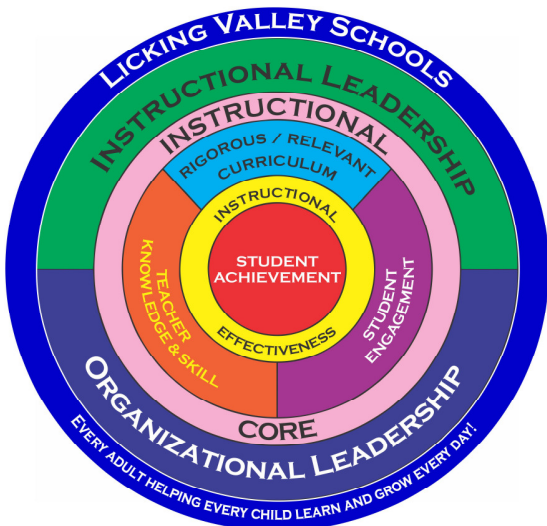 LICKING VALLEY SCHOOLS
INSTRUCTIONAL LEADERSHIP
INSTRUCTIONAL
RIGOROUS / RELEVANT
CURRICULUM
INSTRUCTIONAL
STUDENT
ACHIEVEMENT
EFFECTIVENESS
TEACHER
KNOWLEDGE & SKILL
STUDENT
ENGAGEMENT
CORE
ORGANIZATIONAL LEADERSHIP
EVERY ADULT HELPING EVERY CHILD LEARN AND GROW EVERY DAY!